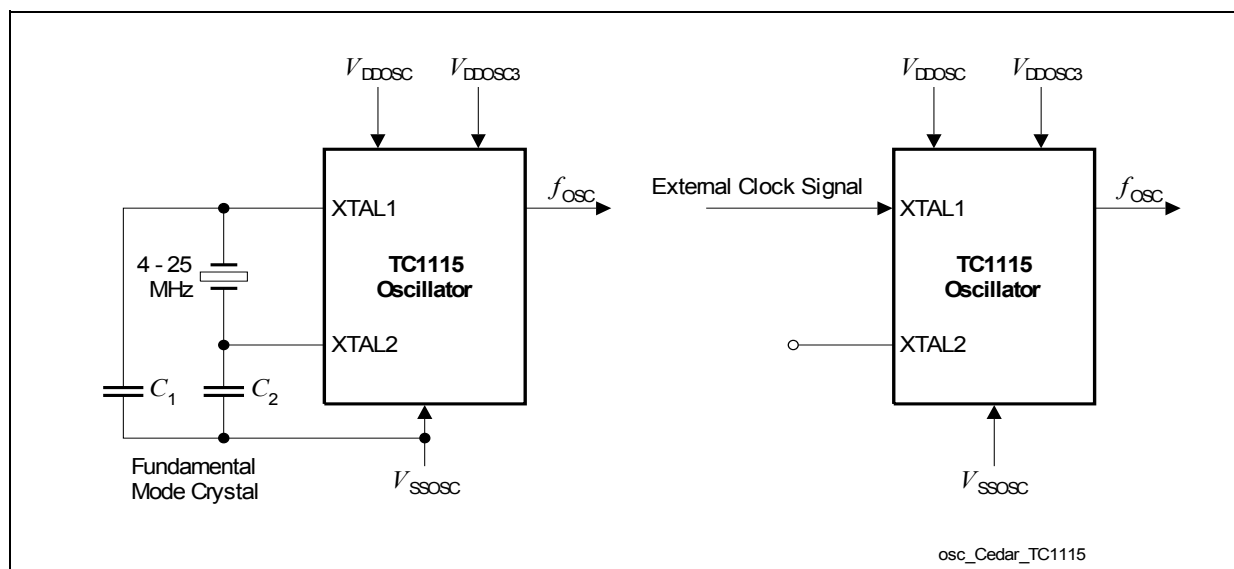 VDDOSC VDDOSC3
fOSC
XTAL1
4 - 25
MHz
TC1115
Oscillator
XTAL2
C1
C2
Fundamental
Mode Crystal
VSSOSC
VDDOSC VDDOSC3
External Clock Signal
fOSC
XTAL1
TC1115
Oscillator
XTAL2
VSSOSC
osc_Cedar_TC1115